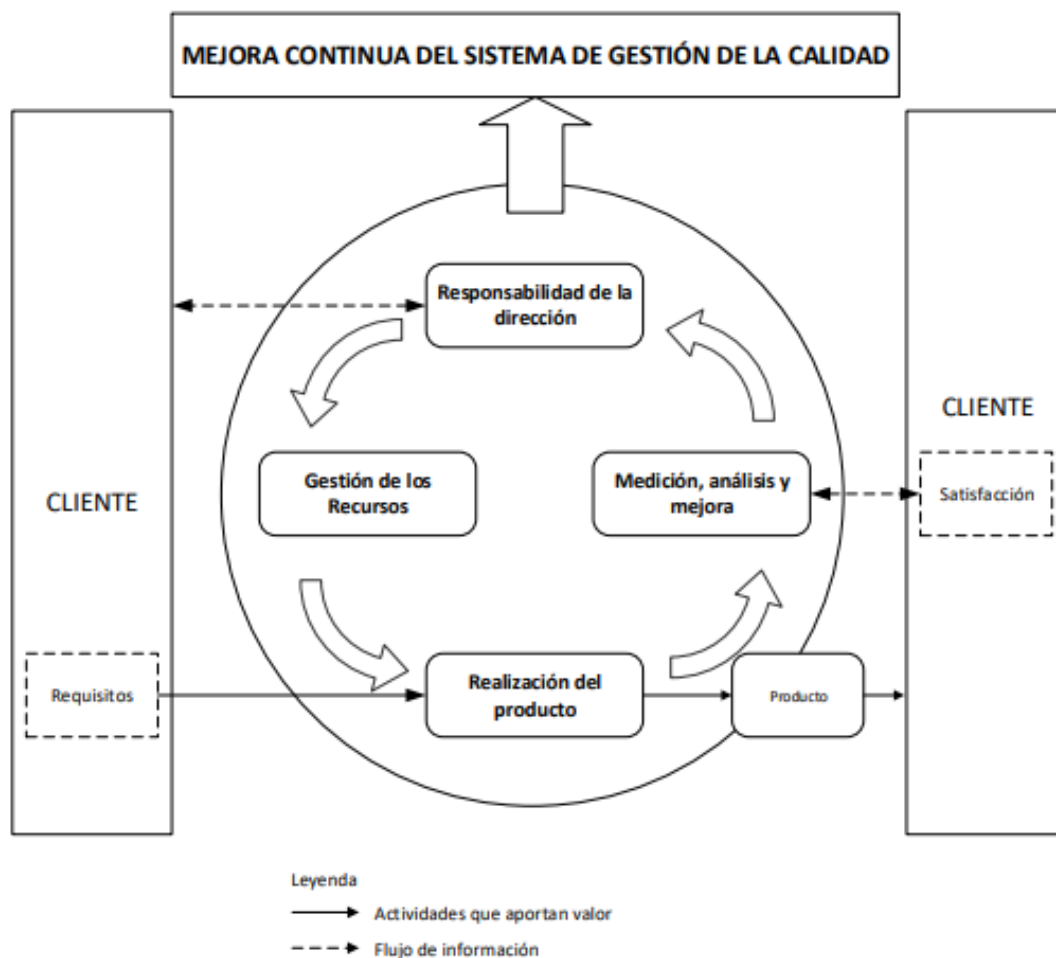 MEJORA CONTINUA DEL SISTEMA DE GESTIÓN DE LA CALIDAD
Responsabilidad de la
dirección
CLIENTE
Gestión de los
Recursos
Medición, análisis y
mejora
CLIENTE
Satisfacción
Requisitos
Realización del
producto
Producto
Leyenda
Actividades que aportan valor
Flujo de información